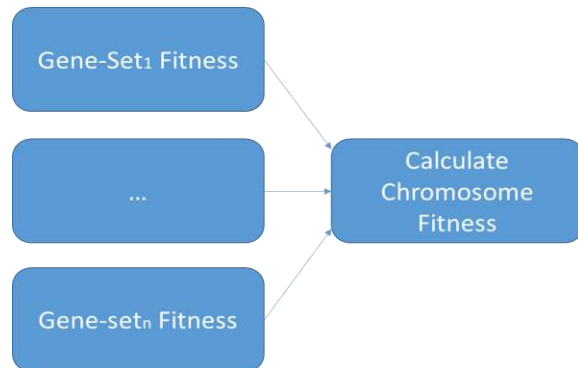 Gene-Set₁ Fitness
...
Gene-setₙ Fitness
Calculate
Chromosome
Fitness